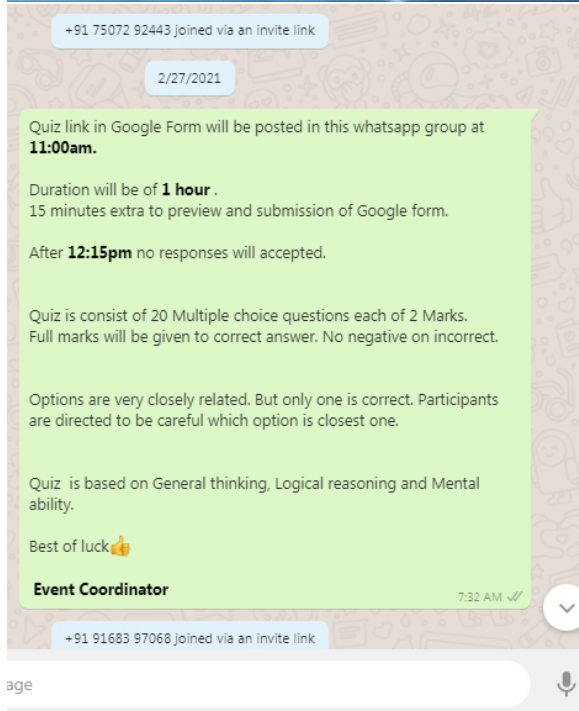 +91 75072 92443 joined via an invite link
2/27/2021
Quiz link in Google Form will be posted in this whatsapp group at
11:00am.
Duration will be of 1 hour .
15 minutes extra to preview and submission of Google form.
After 12:15pm no responses will accepted.
Quiz is consist of 20 Multiple choice questions each of 2 Marks.
Full marks will be given to correct answer. No negative on incorrect.
Options are very closely related. But only one is correct. Participants
are directed to be careful which option is closest one.
Quiz  is based on General thinking, Logical reasoning and Mental
ability.
Best of luck👍
Event Coordinator
7:32 AM
+91 91683 97068 joined via an invite link
age